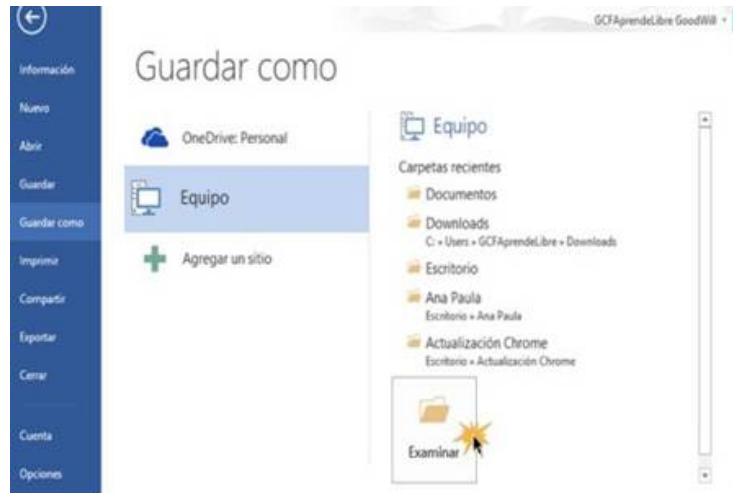 GCFAprendeLibre GoodWill
Información
Nuevo
Abrir
Guardar
Guardar como
Imprimir
Compartir
Exportar
Cerrar
Cuenta
Opciones
Guardar como
OneDrive: Personal
Equipo
Agregar un sitio
Equipo
Carpetas recientes
Documentos
Downloads
C: » Users » GCFAprendeLibre » Downloads
Escritorio
Ana Paula
Escritorio » Ana Paula
Actualización Chrome
Escritorio » Actualización Chrome
Examinar